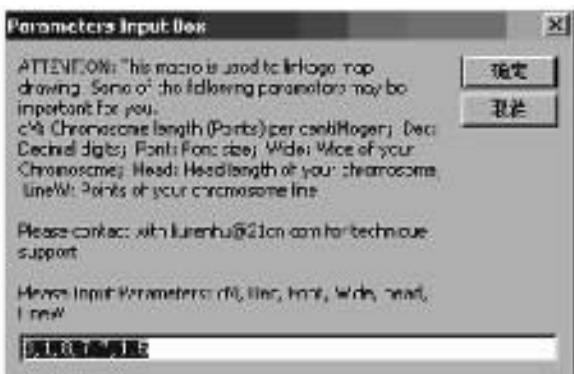 Parameters Input Box
ATTENTION: This macro is used to linkage map
drawing. Some of the following parameters may be
important for you.
cM: Chromosome length (Points) per centiMorgen; Dec:
Decimal digits; Font: Font size; Wide: Wide of your
Chromosome; Head: Head length of your chromosome;
LineW: Points of your chromosome line
Please contact with liurenhu@21cn.com for technique
support
Please Input Parameters: cM, Dec, Font, Wide, head,
LineW
确定
取消